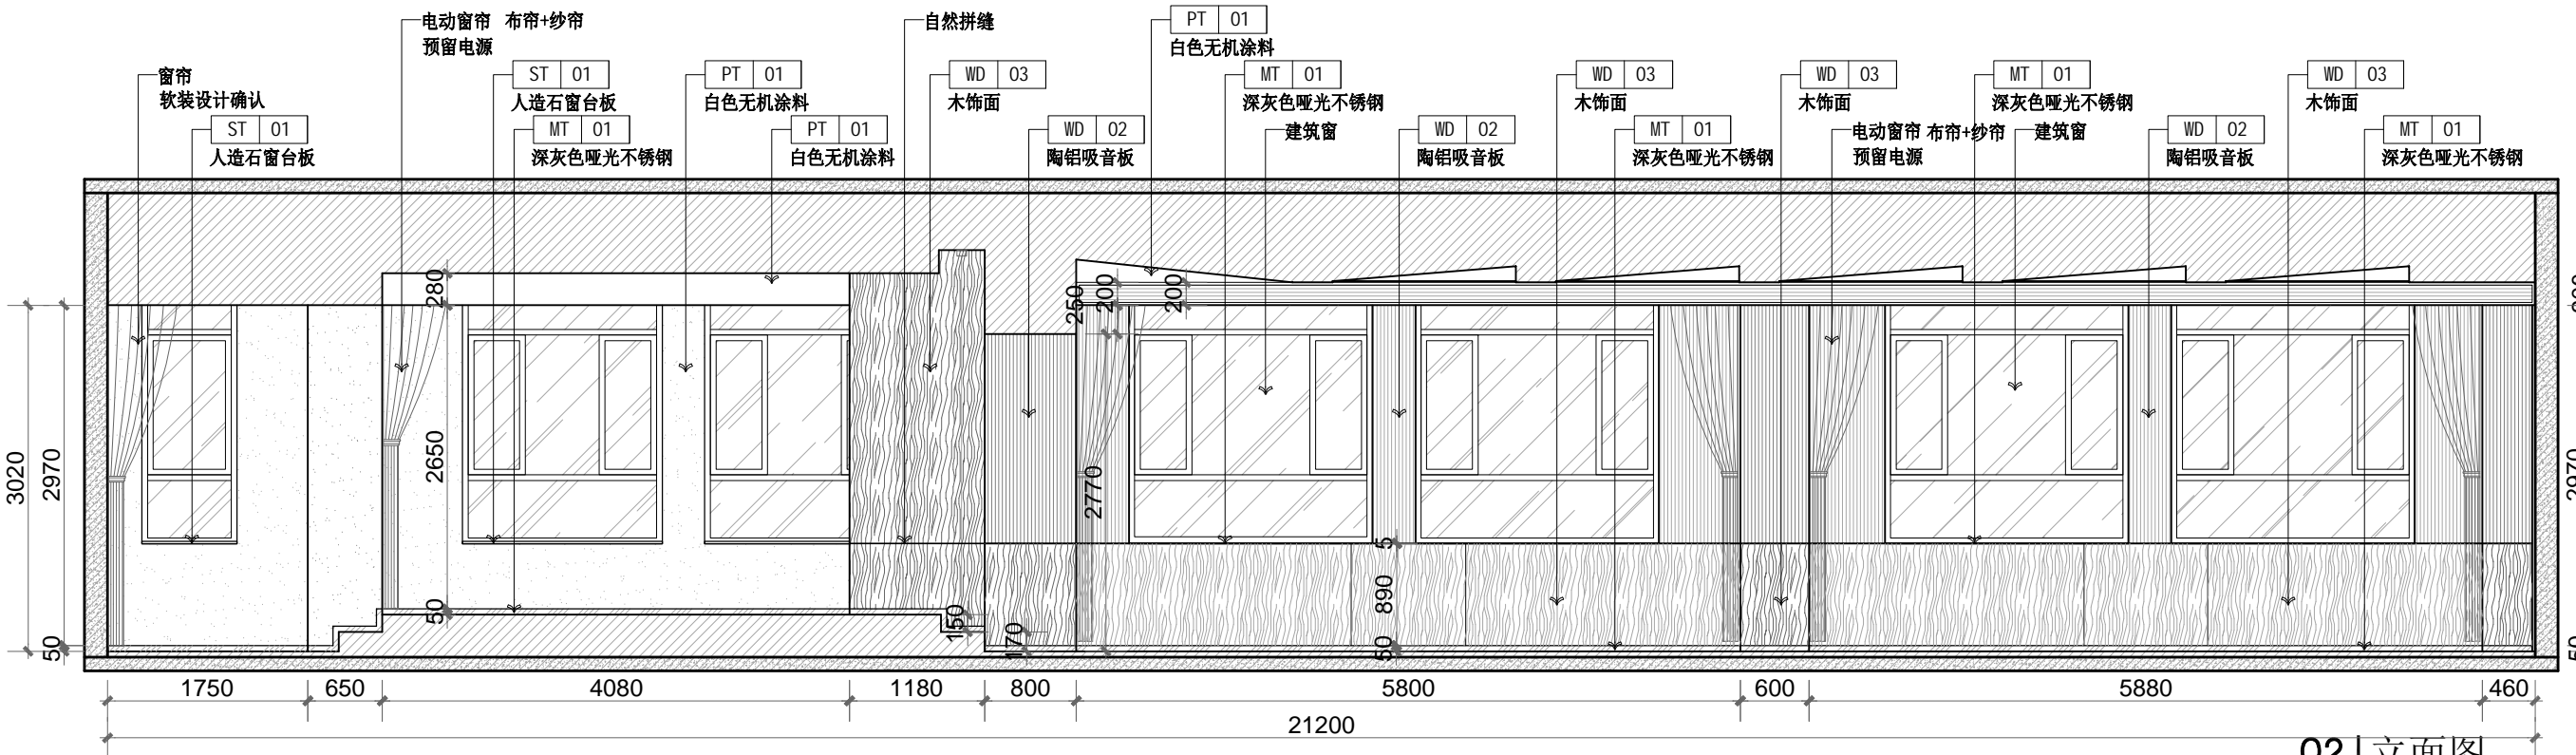 电动窗帘 布帘+纱帘
预留电源
自然拼缝
PT 01
白色无机涂料
窗帘
软装设计确认
ST 01
人造石窗台板
PT 01
白色无机涂料
WD 03
木饰面
MT 01
深灰色哑光不锈钢
WD 03
木饰面
WD 03
木饰面
MT 01
深灰色哑光不锈钢
WD 03
木饰面
ST 01
人造石窗台板
MT 01
深灰色哑光不锈钢
PT 01
白色无机涂料
WD 02
陶铝吸音板
建筑窗
WD 02
陶铝吸音板
MT 01
深灰色哑光不锈钢
电动窗帘 布帘+纱帘
预留电源
建筑窗
WD 02
陶铝吸音板
MT 01
深灰色哑光不锈钢
280
250
200
200
3020
2970
2650
2770
2970
5
890
50
50
150
170
50
50
1750
650
4080
1180
800
5800
600
5880
460
21200
02 立面图